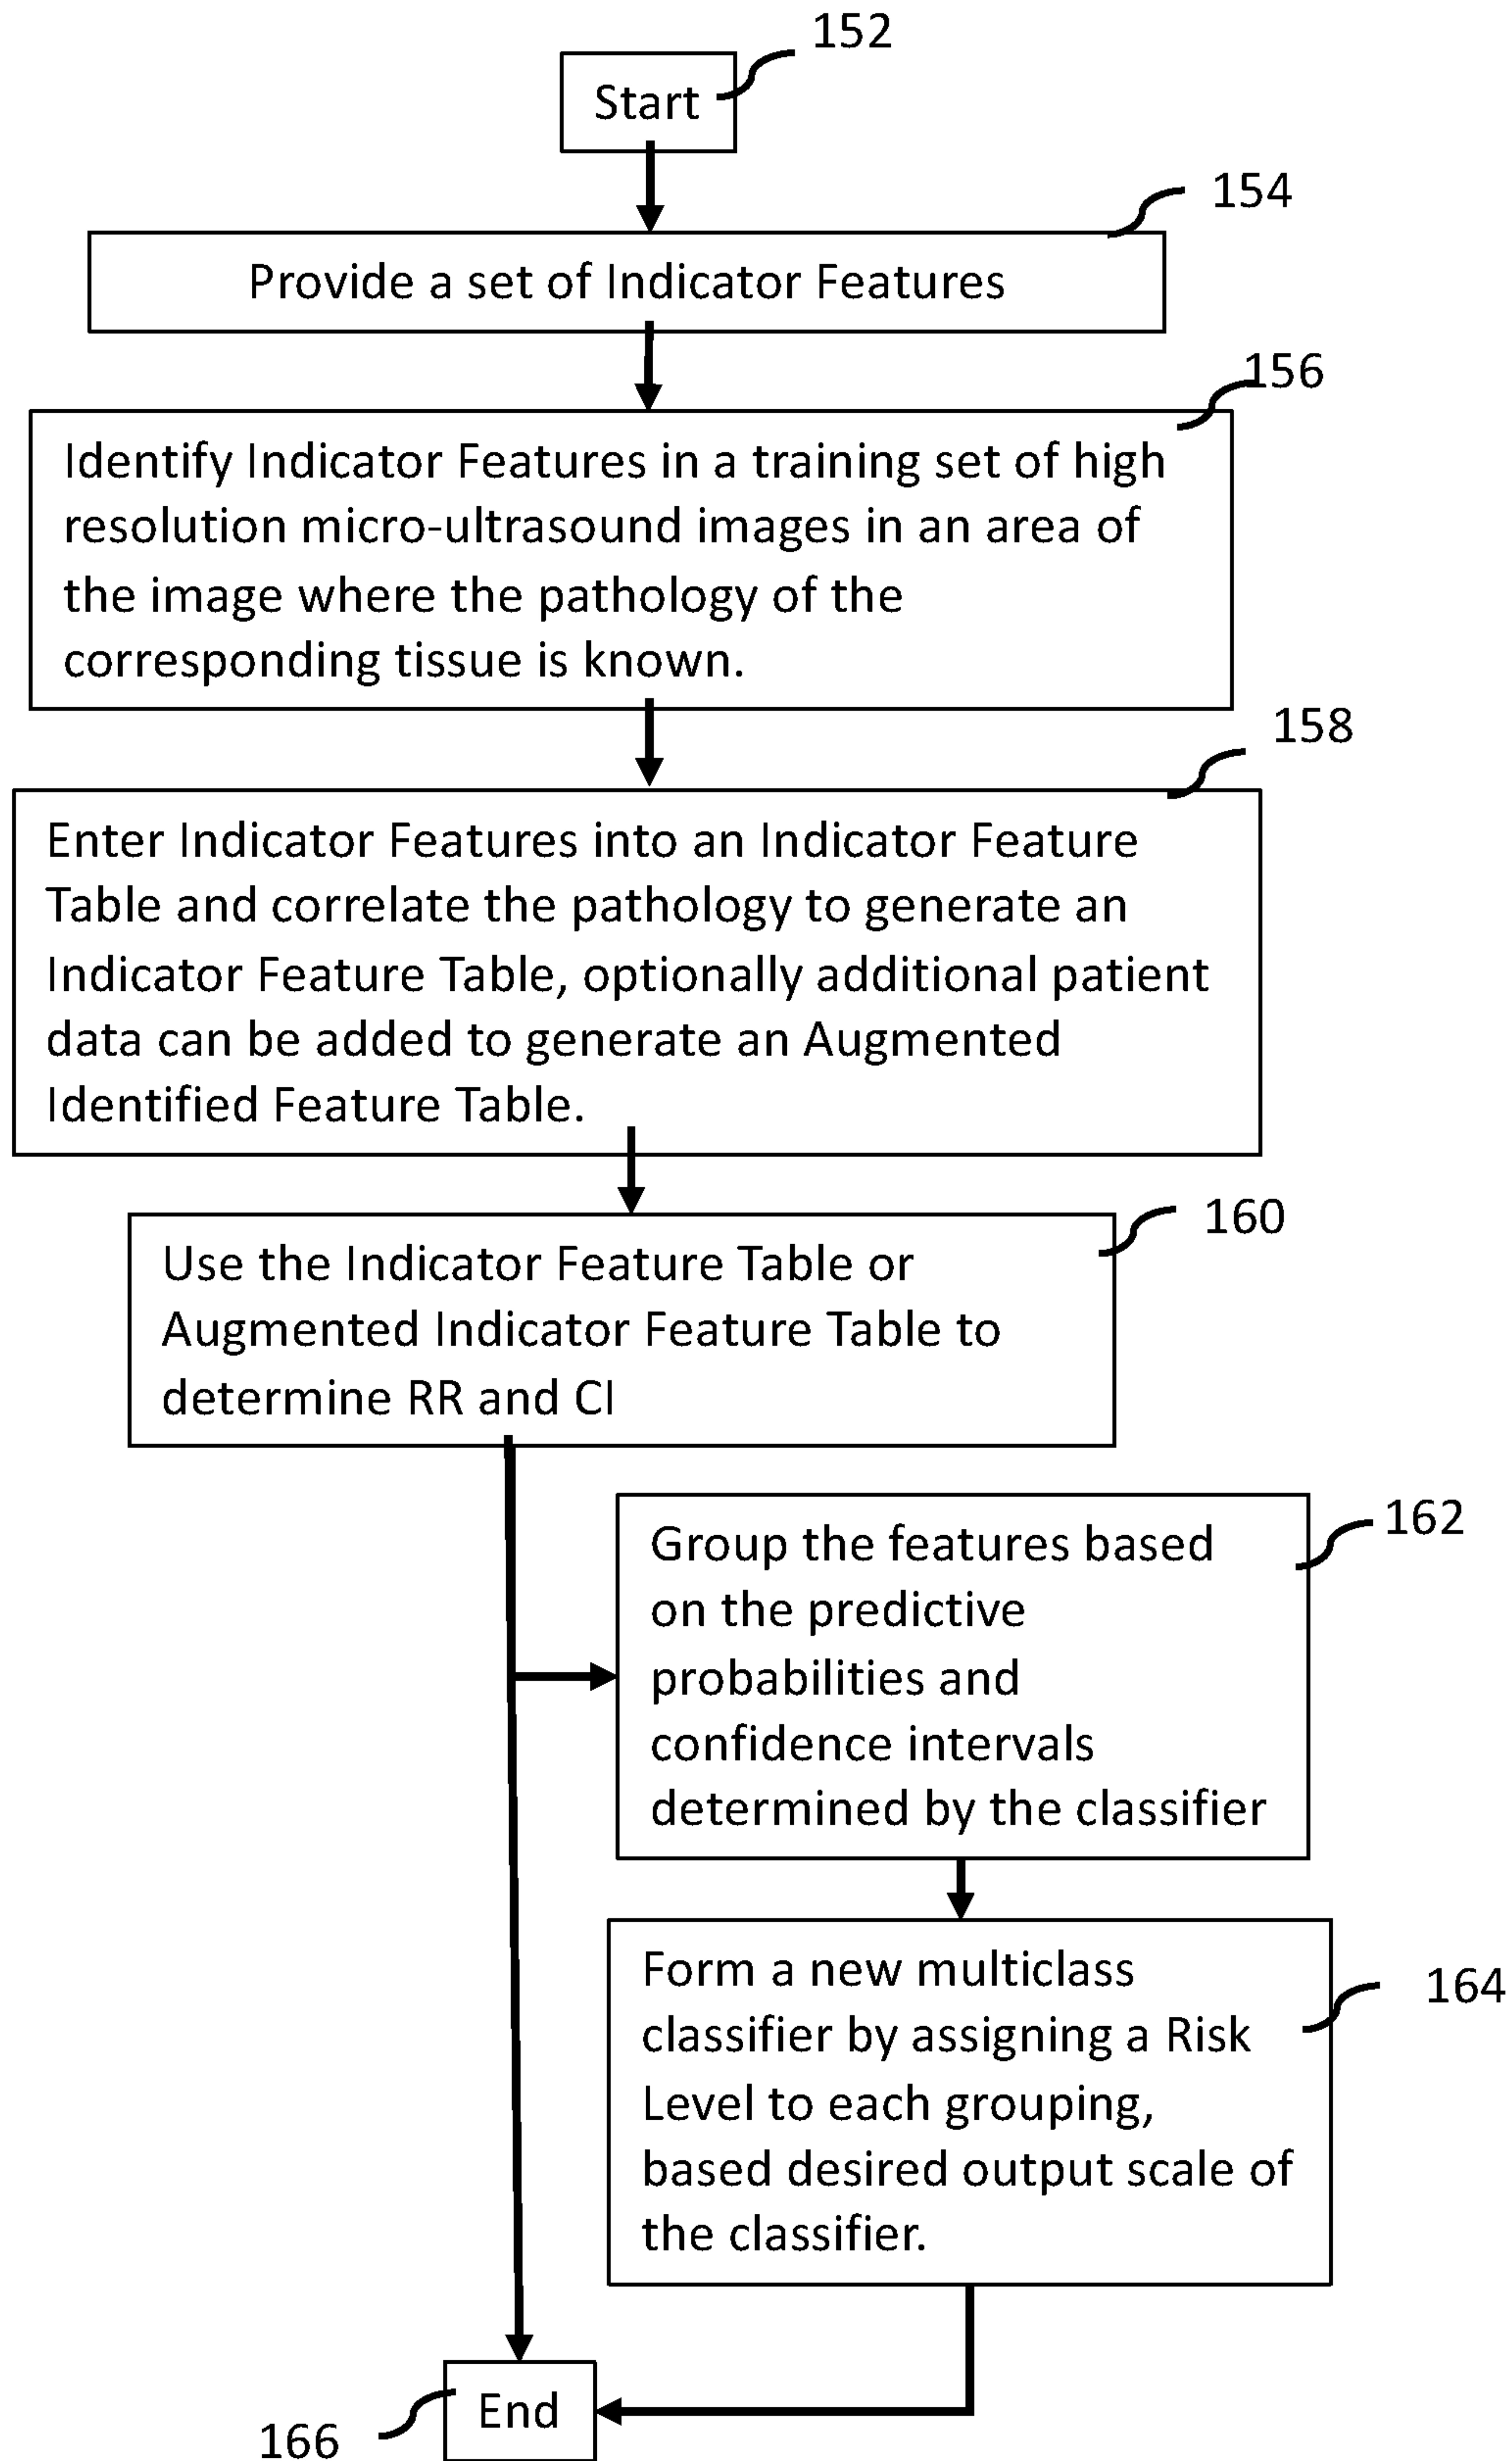 152
Start
154
Provide a set of Indicator Features
156
Identify Indicator Features in a training set of high
resolution micro-ultrasound images in an area of
the image where the pathology of the
corresponding tissue is known.
158
Enter Indicator Features into an Indicator Feature
Table and correlate the pathology to generate an
Indicator Feature Table, optionally additional patient
data can be added to generate an Augmented
Identified Feature Table.
160
Use the Indicator Feature Table or
Augmented Indicator Feature Table to
determine RR and CI
162
Group the features based
on the predictive
probabilities and
confidence intervals
determined by the classifier
164
Form a new multiclass
classifier by assigning a Risk
Level to each grouping,
based desired output scale of
the classifier.
End
166